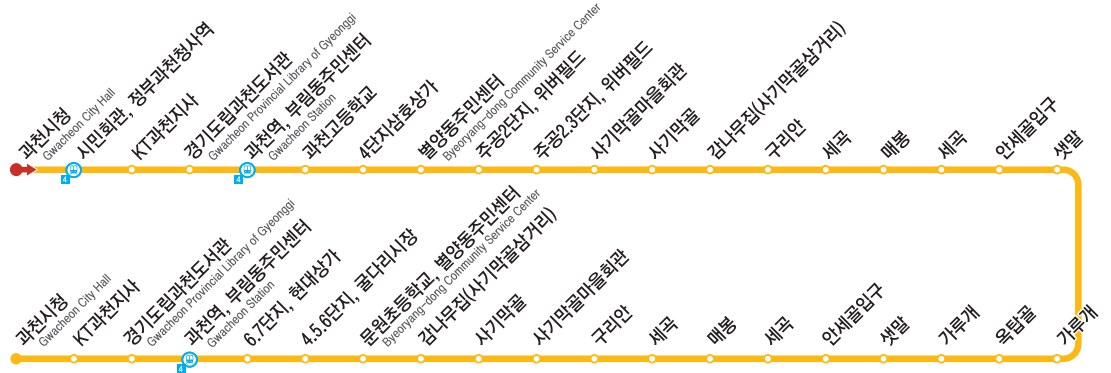 과천시청
Gwacheon City Hall
시민회관, 정부과천청사역
4
KT과천지사
경기도립과천도서관
Gwacheon Provincial Library of Gyeonggi
과천역, 부림동주민센터
Gwacheon Station
4
과천고등학교
4단지삼호상가
별양동주민센터
Byeoryang-dong Community Service Center
주공2단지, 위버필드
주공2.3단지, 위버필드
사기막골마을회관
사기막골
감나무집(사기막골삼거리)
구리안
세곡
매봉
세곡
안세골입구
샛말
과천시청
Gwacheon City Hall
KT과천지사
경기도립과천도서관
Gwacheon Provincial Library of Gyeonggi
과천역, 부림동주민센터
Gwacheon Station
4
6.7단지, 현대상가
4.5.6단지, 굴다리시장
문원초등학교, 별양동주민센터
Byeoryang-dong Community Service Center
감나무집(사기막골삼거리)
사기막골
사기막골마을회관
구리안
세곡
매봉
세곡
안세골입구
샛말
가루개
옥탑골
가루개